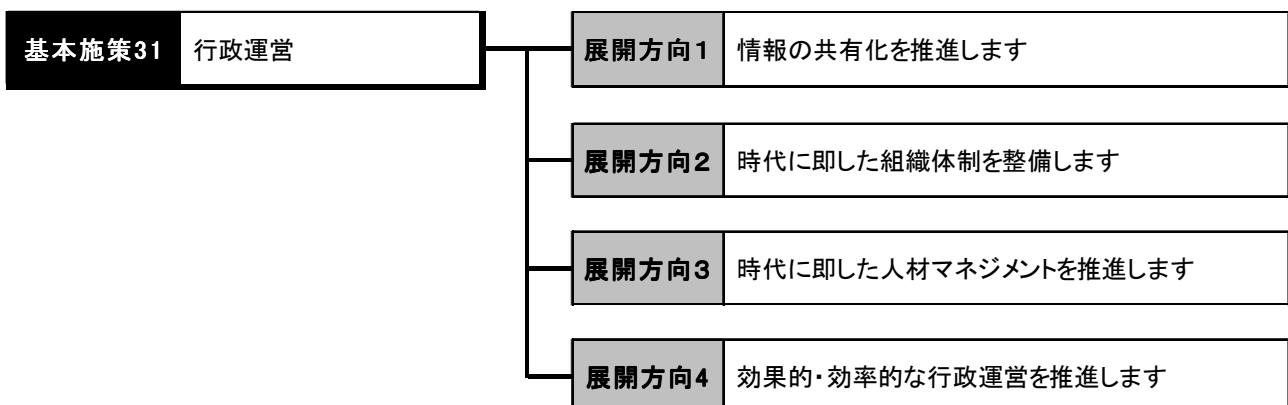 基本施策31 行政運営
展開方向1 情報の共有化を推進します
展開方向2 時代に即した組織体制を整備します
展開方向3 時代に即した人材マネジメントを推進します
展開方向4 効果的・効率的な行政運営を推進します